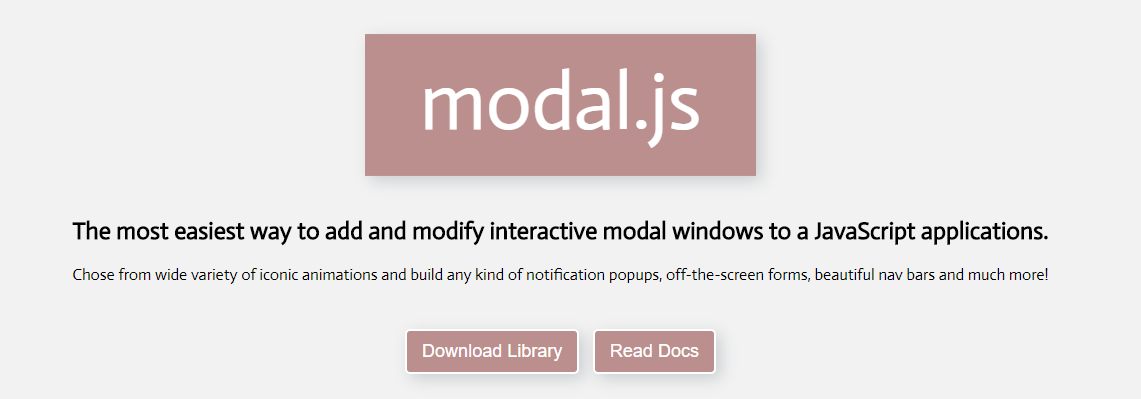 modal.js
The most easiest way to add and modify interactive modal windows to a JavaScript applications.
Chose from wide variety of iconic animations and build any kind of notification popups, off-the-screen forms, beautiful nav bars and much more!
Download Library Read Docs